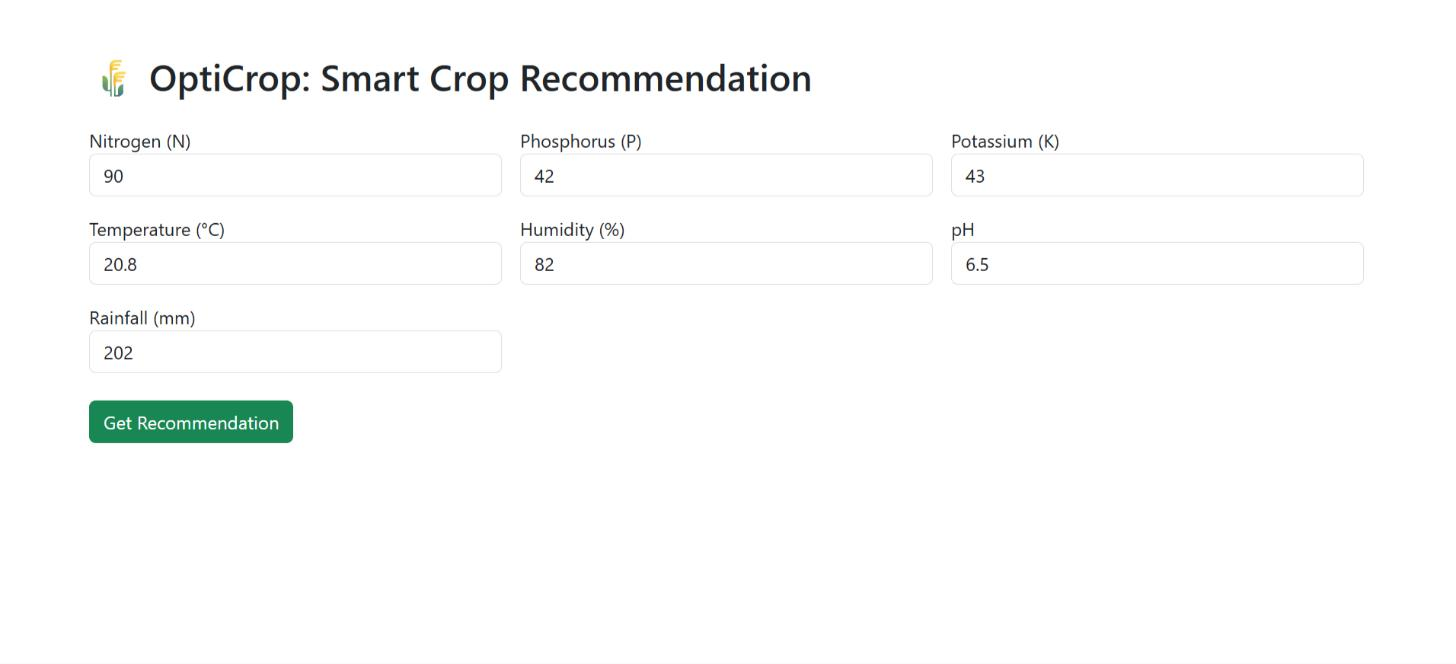 OptiCrop: Smart Crop Recommendation
Nitrogen (N) Phosphorus (P) Potassium (K)
90 42 43
Temperature (°C) Humidity (%) pH
20.8 82 6.5
Rainfall (mm)
202
Get Recommendation